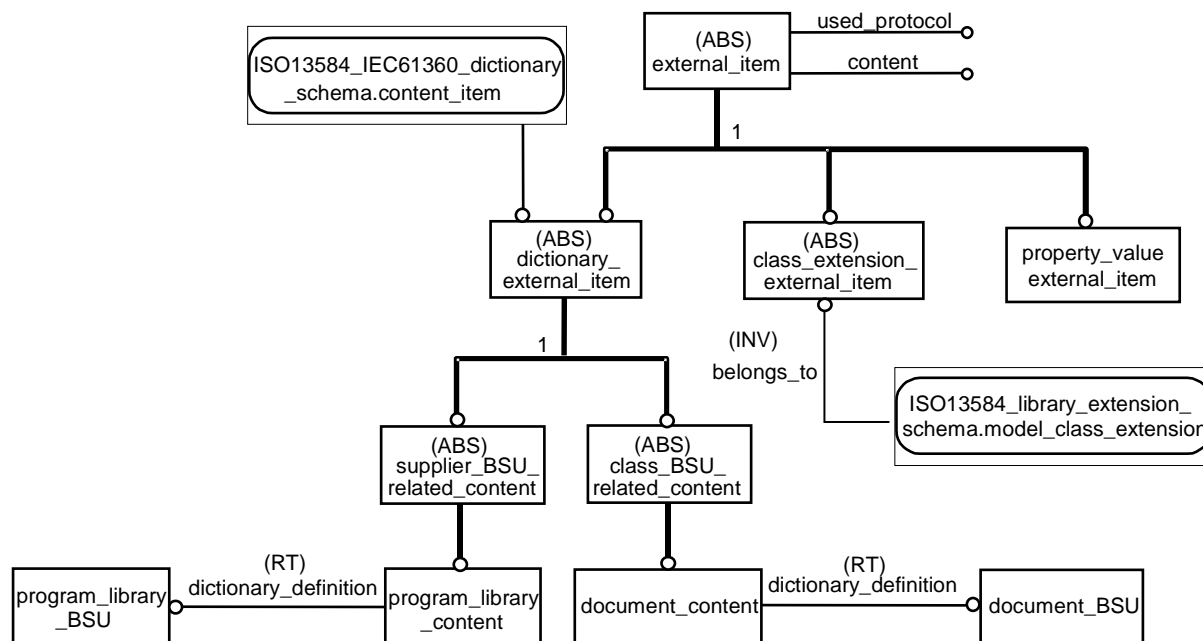 (ABS)
external_item
used_protocol
content
ISO13584_IEC61360_dictionary
_schema.content_item
1
(ABS)
dictionary_
external_item
(ABS)
class_extension_
external_item
property_value
external_item
1
(INV)
belongs_to
ISO13584_library_extension_
schema.model_class_extension
(ABS)
supplier_BSU_
related_content
(ABS)
class_BSU_
related_content
program_library
_BSU
(RT)
dictionary_definition
program_library
_content
document_content
(RT)
dictionary_definition
document_BSU